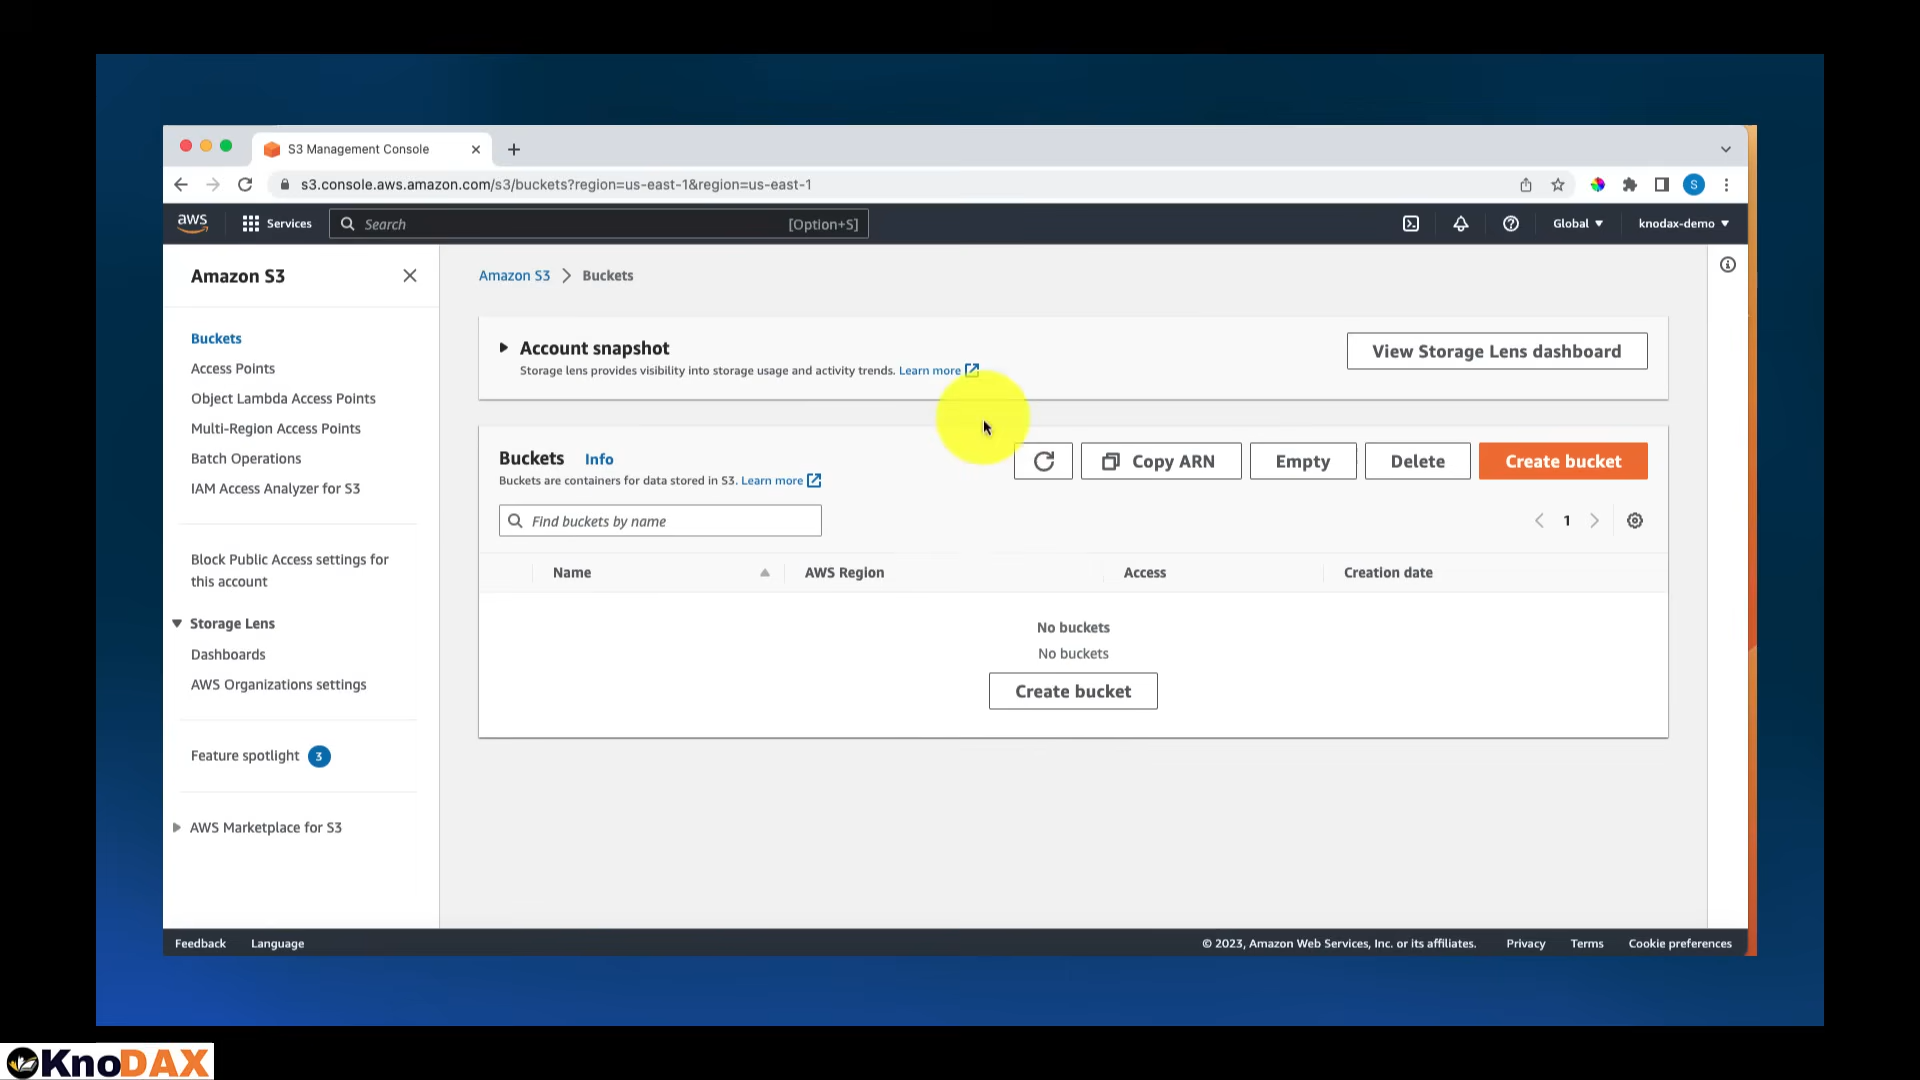 S3 Management Console
s3.console.aws.amazon.com/s3/buckets?region=us-east-1&region=us-east-1
S
aws
Services
Search
[Option+S]
Global
knodax-demo
Amazon S3
Buckets
Access Points
Object Lambda Access Points
Multi-Region Access Points
Batch Operations
IAM Access Analyzer for S3
Block Public Access settings for
this account
Storage Lens
Dashboards
AWS Organizations settings
Feature spotlight 3
AWS Marketplace for S3
Amazon S3 > Buckets
Account snapshot
Storage lens provides visibility into storage usage and activity trends. Learn more
View Storage Lens dashboard
Buckets Info
Buckets are containers for data stored in S3. Learn more
Copy ARN
Empty
Delete
Create bucket
Find buckets by name
1
Name
AWS Region
Access
Creation date
No buckets
No buckets
Create bucket
Feedback
Language
© 2023, Amazon Web Services, Inc. or its affiliates.
Privacy
Terms
Cookie preferences
KnoDAX